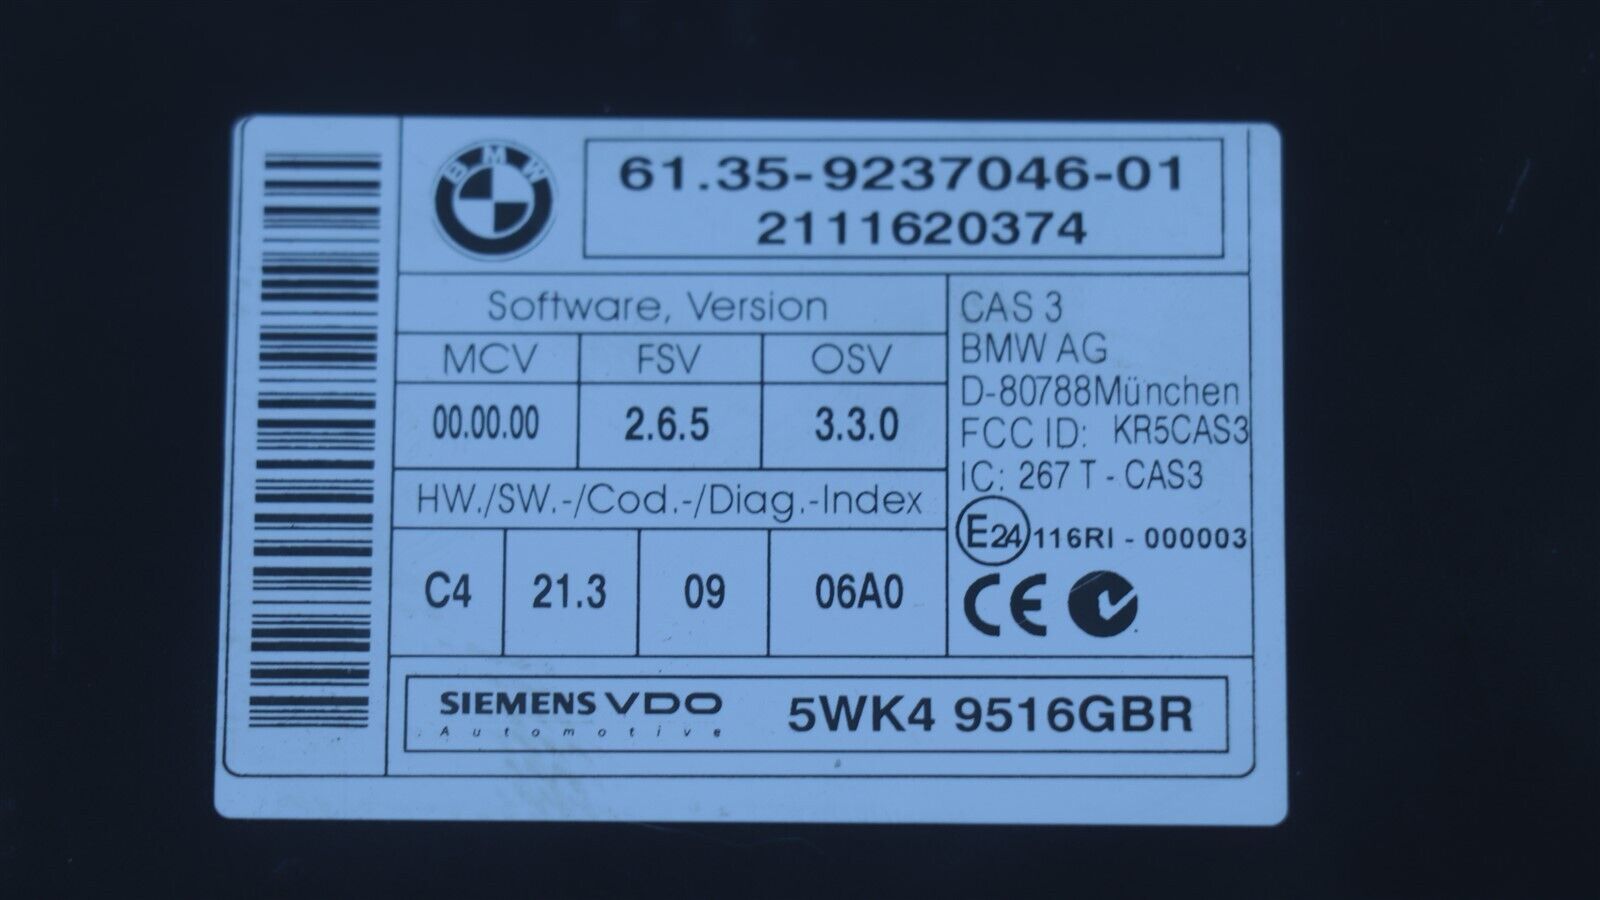 BMW
61.35-9237046-01
2111620374
Software, Version
MCV FSV OSV
00.00.00 2.6.5 3.3.0
HW./SW.-/Cod.-/Diag.-Index
C4 21.3 09 06A0
CAS 3
BMW AG
D-80788München
FCC ID: KR5CAS3
IC: 267 T - CAS3
E24 116RI - 000003
CE
SIEMENS VDO
Automotive
5WK4 9516GBR